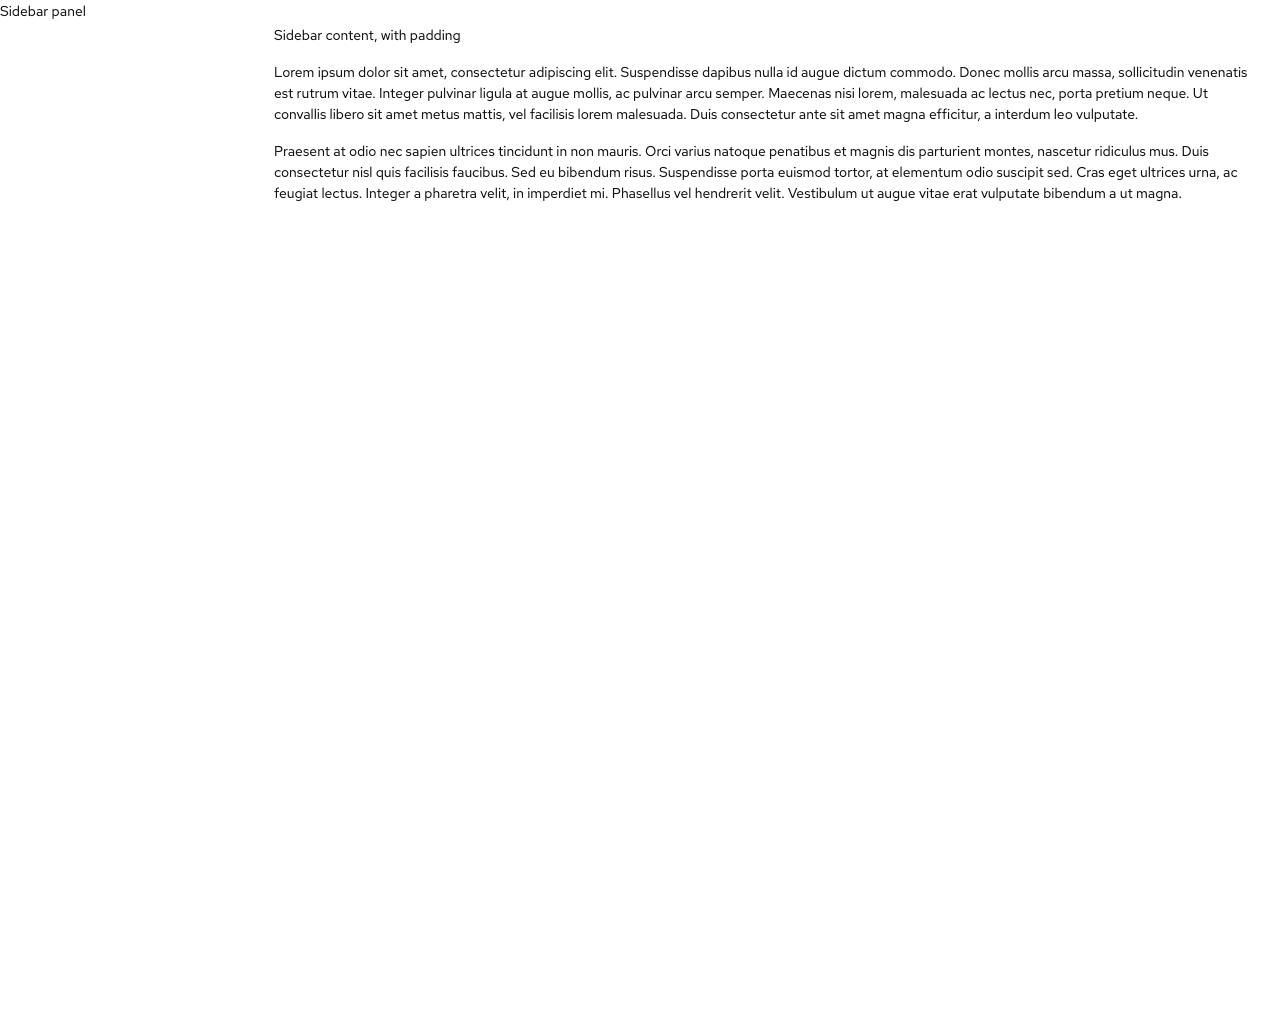 Sidebar panel
Sidebar content, with padding
Lorem ipsum dolor sit amet, consectetur adipiscing elit. Suspendisse dapibus nulla id augue dictum commodo. Donec mollis arcu massa, sollicitudin venenatis
est rutrum vitae. Integer pulvinar ligula at augue mollis, ac pulvinar arcu semper. Maecenas nisi lorem, malesuada ac lectus nec, porta pretium neque. Ut
convallis libero sit amet metus mattis, vel facilisis lorem malesuada. Duis consectetur ante sit amet magna efficitur, a interdum leo vulputate.
Praesent at odio nec sapien ultrices tincidunt in non mauris. Orci varius natoque penatibus et magnis dis parturient montes, nascetur ridiculus mus. Duis
consectetur nisl quis facilisis faucibus. Sed eu bibendum risus. Suspendisse porta euismod tortor, at elementum odio suscipit sed. Cras eget ultrices urna, ac
feugiat lectus. Integer a pharetra velit, in imperdiet mi. Phasellus vel hendrerit velit. Vestibulum ut augue vitae erat vulputate bibendum a ut magna.